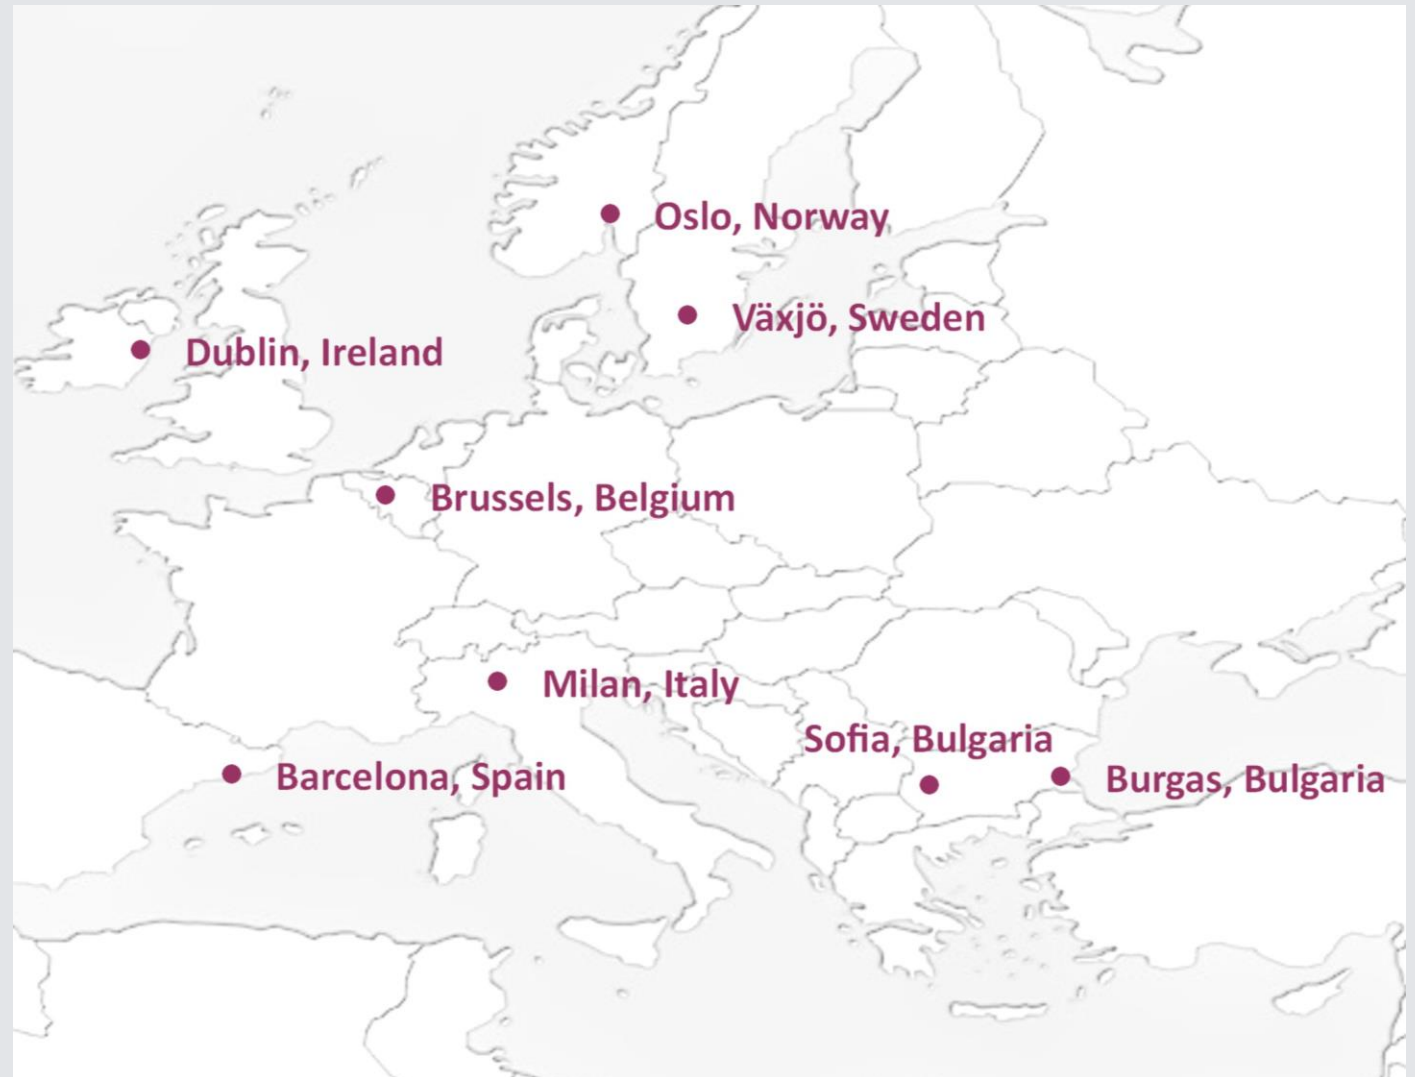 Oslo, Norway
Växjö, Sweden
Dublin, Ireland
Brussels, Belgium
Milan, Italy
Sofia, Bulgaria
Barcelona, Spain
Burgas, Bulgaria